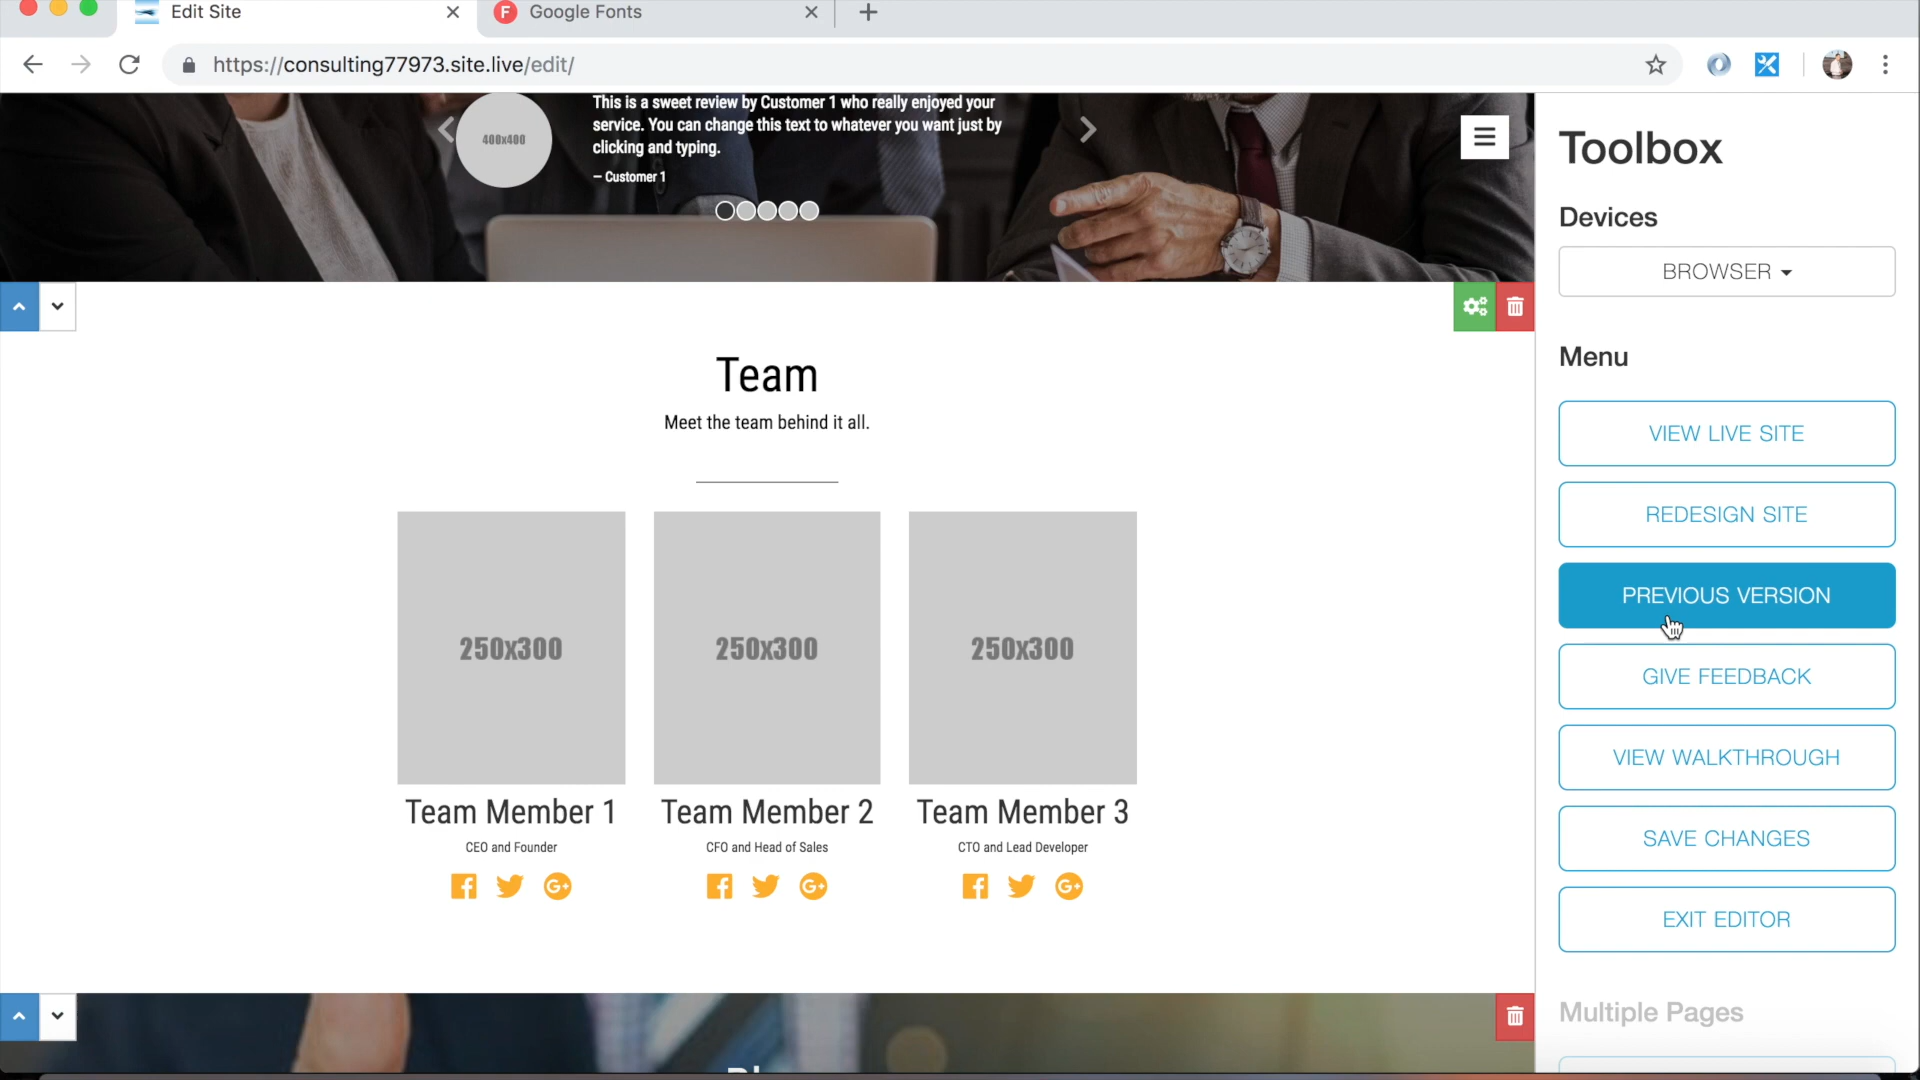 Edit Site
F Google Fonts
https://consulting77973.site.live/edit/
This is a sweet review by Customer 1 who really enjoyed your
service. You can change this text to whatever you want just by
clicking and typing.
400x400
– Customer 1
Team
Meet the team behind it all.
250x300 250x300 250x300
Team Member 1 Team Member 2 Team Member 3
CEO and Founder CFO and Head of Sales CTO and Lead Developer
G+ G+ G+
Toolbox
Devices
BROWSER
Menu
VIEW LIVE SITE
REDESIGN SITE
PREVIOUS VERSION
GIVE FEEDBACK
VIEW WALKTHROUGH
SAVE CHANGES
EXIT EDITOR
Multiple Pages